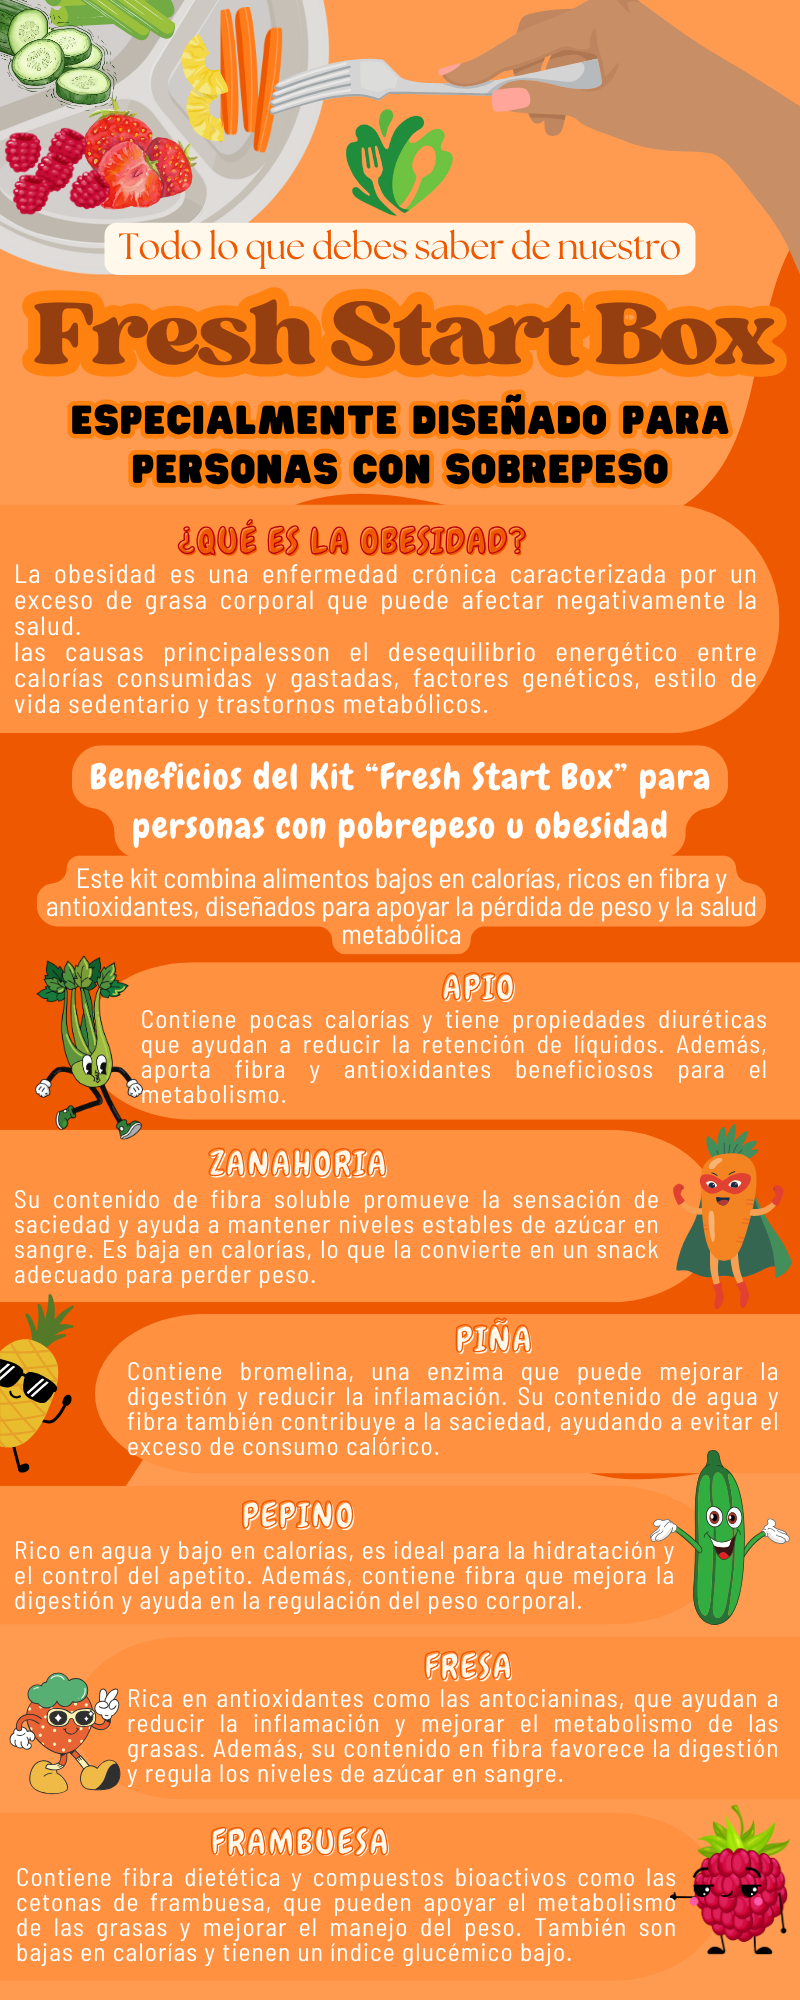 Todo lo que debes saber de nuestro
Fresh Start Box
ESPECIALMENTE DISEÑADO PARA
PERSONAS CON SOBREPESO
¿QUÉ ES LA OBESIDAD?
La obesidad es una enfermedad crónica caracterizada por un
exceso de grasa corporal que puede afectar negativamente la
salud.
las causas principalesson el desequilibrio energético entre
calorías consumidas y gastadas, factores genéticos, estilo de
vida sedentario y trastornos metabólicos.
Beneficios del Kit “Fresh Start Box” para
personas con pobrepeso u obesidad
Este kit combina alimentos bajos en calorías, ricos en fibra y
antioxidantes, diseñados para apoyar la pérdida de peso y la salud
metabólica
APIO
Contiene pocas calorías y tiene propiedades diuréticas
que ayudan a reducir la retención de líquidos. Además,
aporta fibra y antioxidantes beneficiosos para el
metabolismo.
ZANAHORIA
Su contenido de fibra soluble promueve la sensación de
saciedad y ayuda a mantener niveles estables de azúcar en
sangre. Es baja en calorías, lo que la convierte en un snack
adecuado para perder peso.
PIÑA
Contiene bromelina, una enzima que puede mejorar la
digestión y reducir la inflamación. Su contenido de agua y
fibra también contribuye a la saciedad, ayudando a evitar el
exceso de consumo calórico.
PEPINO
Rico en agua y bajo en calorías, es ideal para la hidratación y
el control del apetito. Además, contiene fibra que mejora la
digestión y ayuda en la regulación del peso corporal.
FRESA
Rica en antioxidantes como las antocianinas, que ayudan a
reducir la inflamación y mejorar el metabolismo de las
grasas. Además, su contenido en fibra favorece la digestión
y regula los niveles de azúcar en sangre.
FRAMBUESA
Contiene fibra dietética y compuestos bioactivos como las
cetonas de frambuesa, que pueden apoyar el metabolismo
de las grasas y mejorar el manejo del peso. También son
bajas en calorías y tienen un índice glucémico bajo.